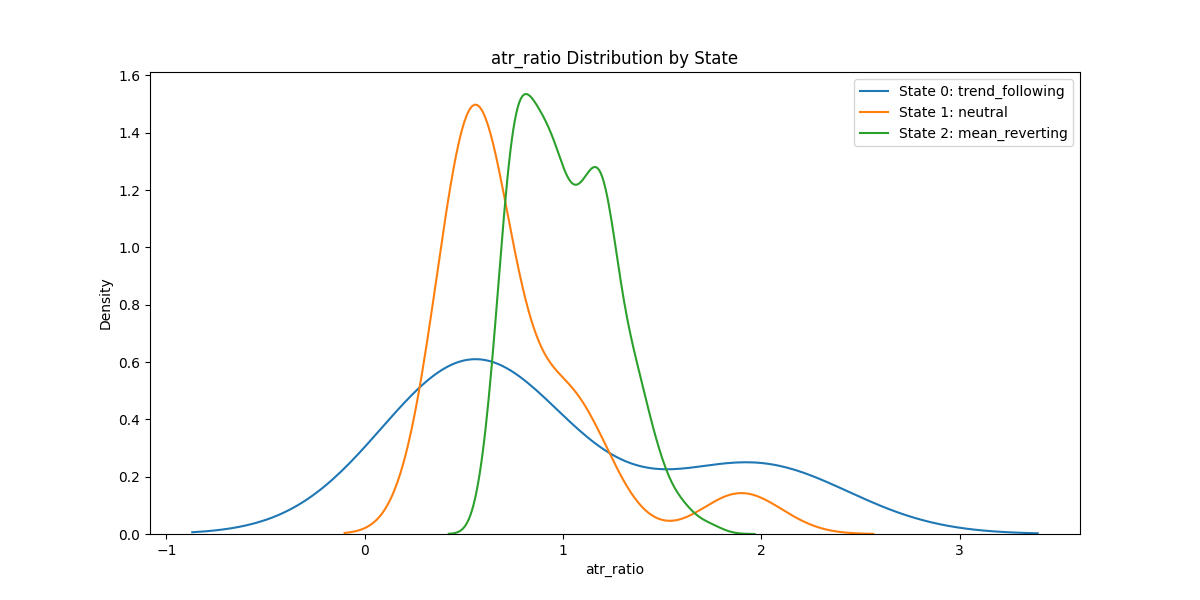 atr_ratio Distribution by State
State 0: trend_following
State 1: neutral
State 2: mean_reverting
Density
1.6
1.4
1.2
1.0
0.8
0.6
0.4
0.2
0.0
−1 0 1 2 3
atr_ratio